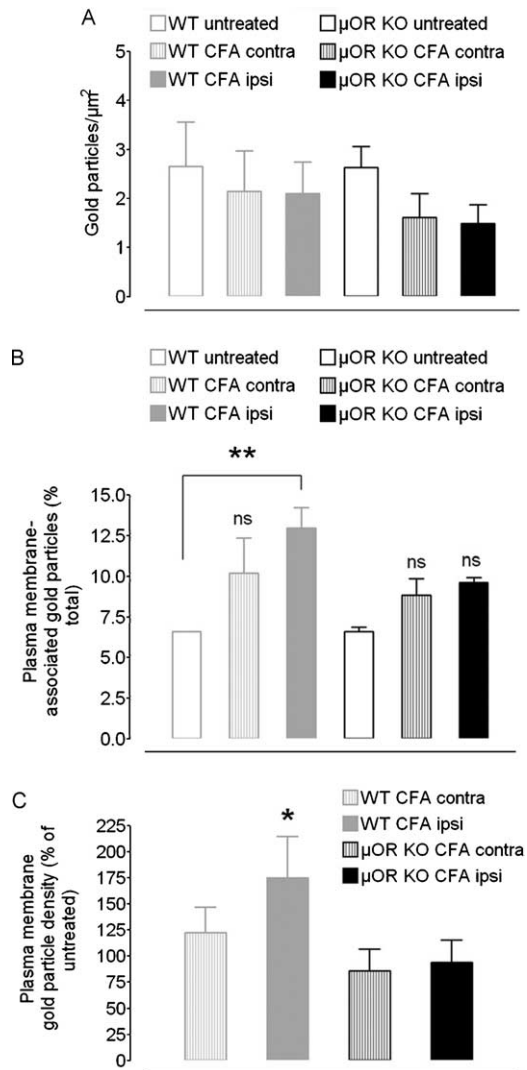 A
WT untreated
µOR KO untreated
WT CFA contra
µOR KO CFA contra
WT CFA ipsi
µOR KO CFA ipsi
Gold particles/µm²
5
4
3
2
1
0
B
WT untreated
µOR KO untreated
WT CFA contra
µOR KO CFA contra
WT CFA ipsi
µOR KO CFA ipsi
Plasma membrane-
associated gold particles (%
total)
15.0
12.5
10.0
7.5
5.0
2.5
0.0
**
ns
ns
ns
C
WT CFA contra
WT CFA ipsi
µOR KO CFA contra
µOR KO CFA ipsi
Plasma membrane
gold particle density (% of
untreated)
225
200
175
150
125
100
75
50
25
0
*